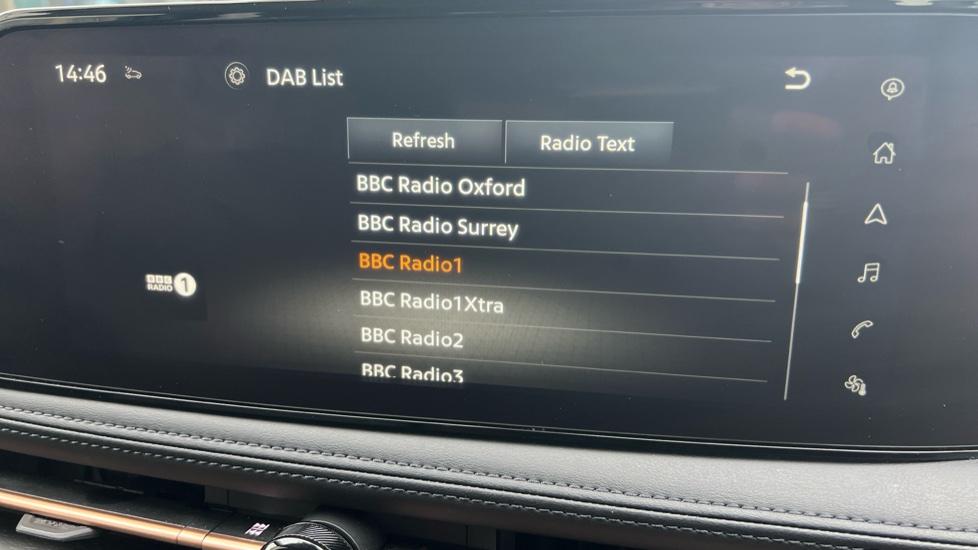 14:46
DAB List
Refresh
Radio Text
BBC Radio Oxford
BBC Radio Surrey
BBC Radio1
BBC RADIO 1
BBC Radio1Xtra
BBC Radio2
BBC Radio3